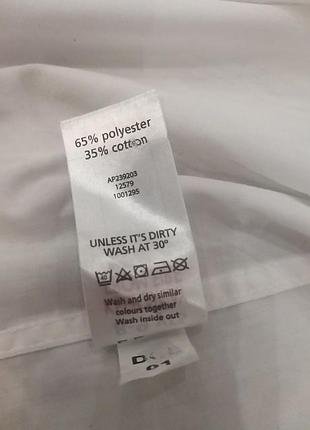 65% polyester
35% cotton
AP239203
12579
1001295
UNLESS IT'S DIRTY
WASH AT 30°
Wash and dry similar
colours together
Wash inside out